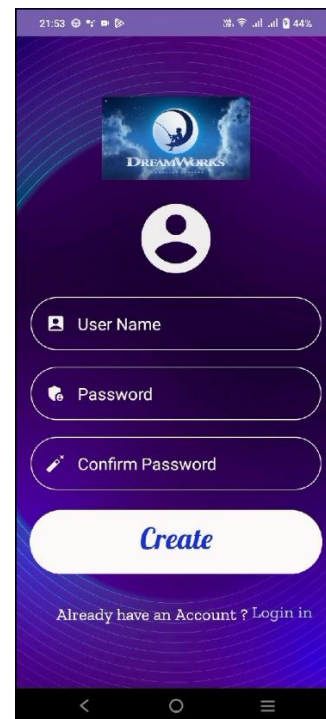 21:53 44%
DREAMWORKS
User Name
Password
Confirm Password
Create
Already have an Account ? Login in